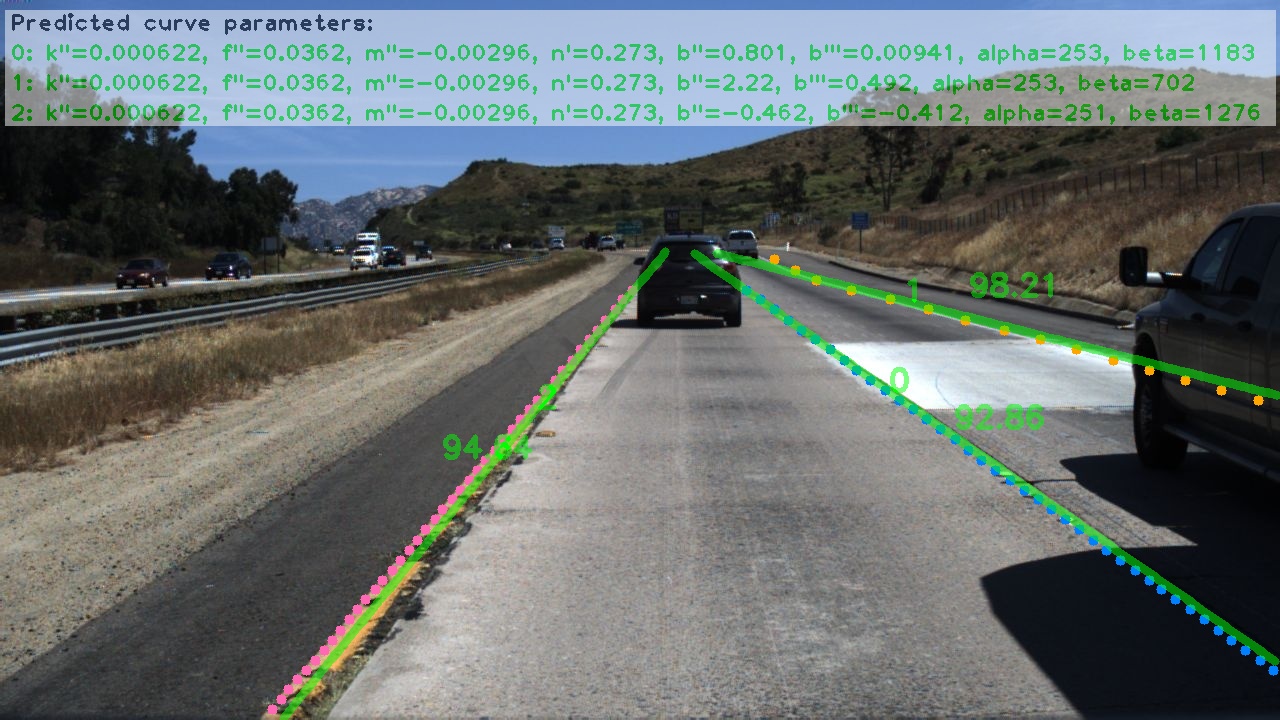 Predicted curve parameters:
0: k''=0.000622, f''=0.0362, m''=-0.00296, n'=0.273, b''=0.801, b'''=0.00941, alpha=253, beta=1183
1: k''=0.000622, f''=0.0362, m''=-0.00296, n'=0.273, b''=2.22, b'''=0.492, alpha=253, beta=702
2: k''=0.000622, f''=0.0362, m''=-0.00296, n'=0.273, b''=-0.462, b'''=-0.412, alpha=251, beta=1276
1
98.21
0
92.86